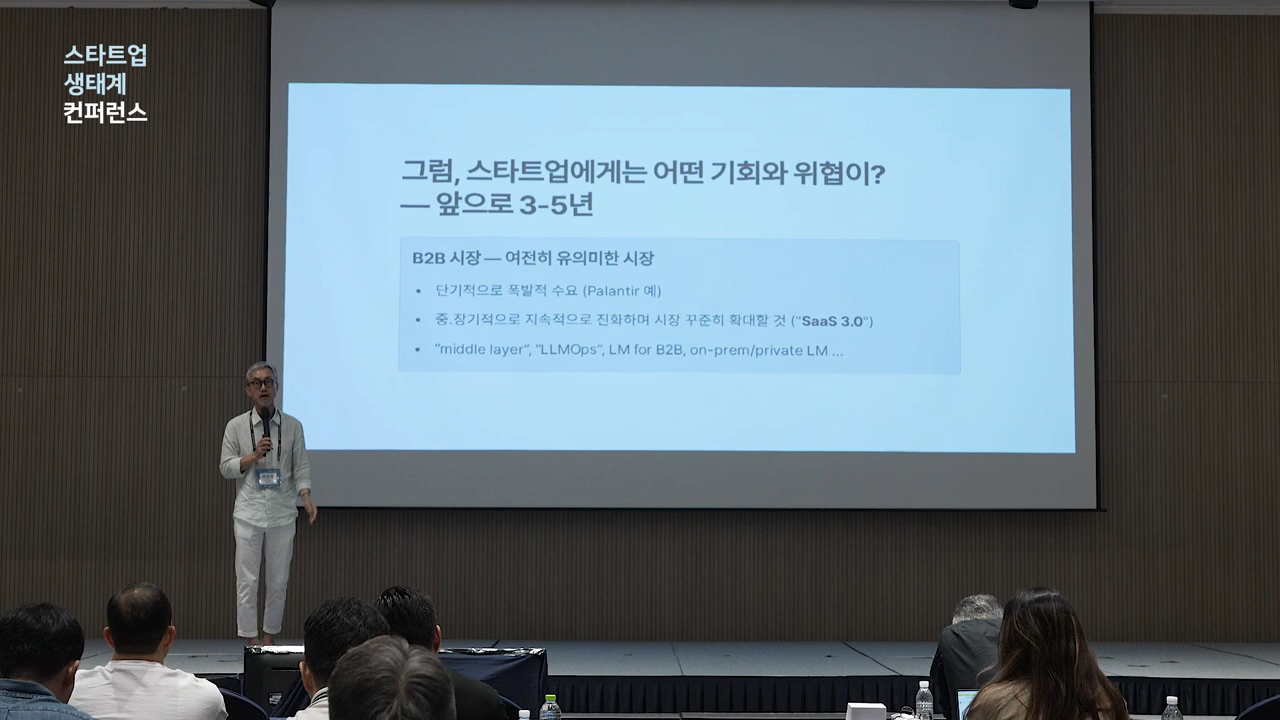 스타트업
생태계
컨퍼런스
그럼, 스타트업에게는 어떤 기회와 위협이?
— 앞으로 3-5년
B2B 시장 — 여전히 유의미한 시장
• 단기적으로 폭발적 수요 (Palantir 예)
• 중.장기적으로 지속적으로 진화하며 시장 꾸준히 확대할 것 ("SaaS 3.0")
• "middle layer", "LLMOps", LM for B2B, on-prem/private LM ...